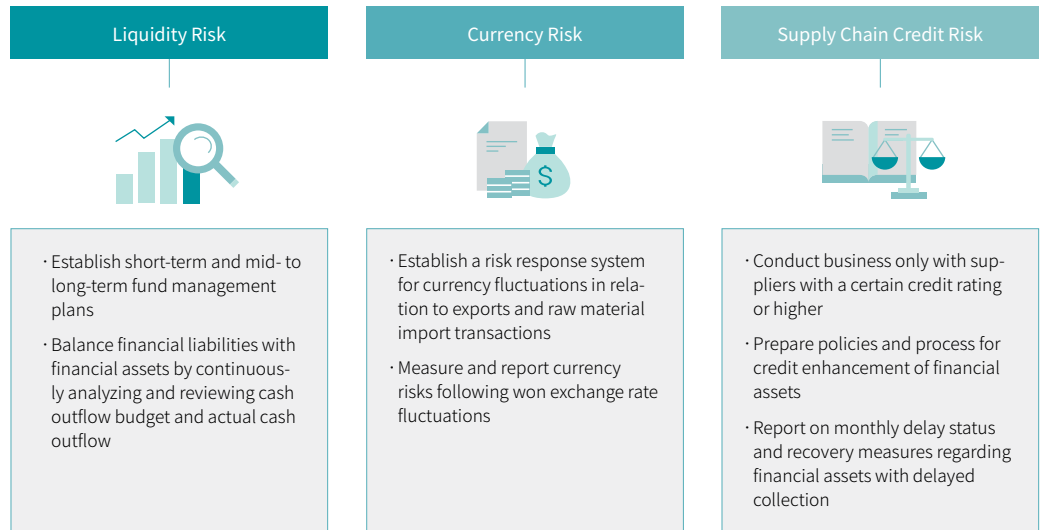 Liquidity Risk
· Establish short-term and mid- to
long-term fund management
plans
· Balance financial liabilities with
financial assets by continuous-
ly analyzing and reviewing cash
outflow budget and actual cash
outflow
Currency Risk
$
· Establish a risk response system
for currency fluctuations in rela-
tion to exports and raw material
import transactions
· Measure and report currency
risks following won exchange rate
fluctuations
Supply Chain Credit Risk
· Conduct business only with sup-
pliers with a certain credit rating
or higher
· Prepare policies and process for
credit enhancement of financial
assets
· Report on monthly delay status
and recovery measures regarding
financial assets with delayed
collection